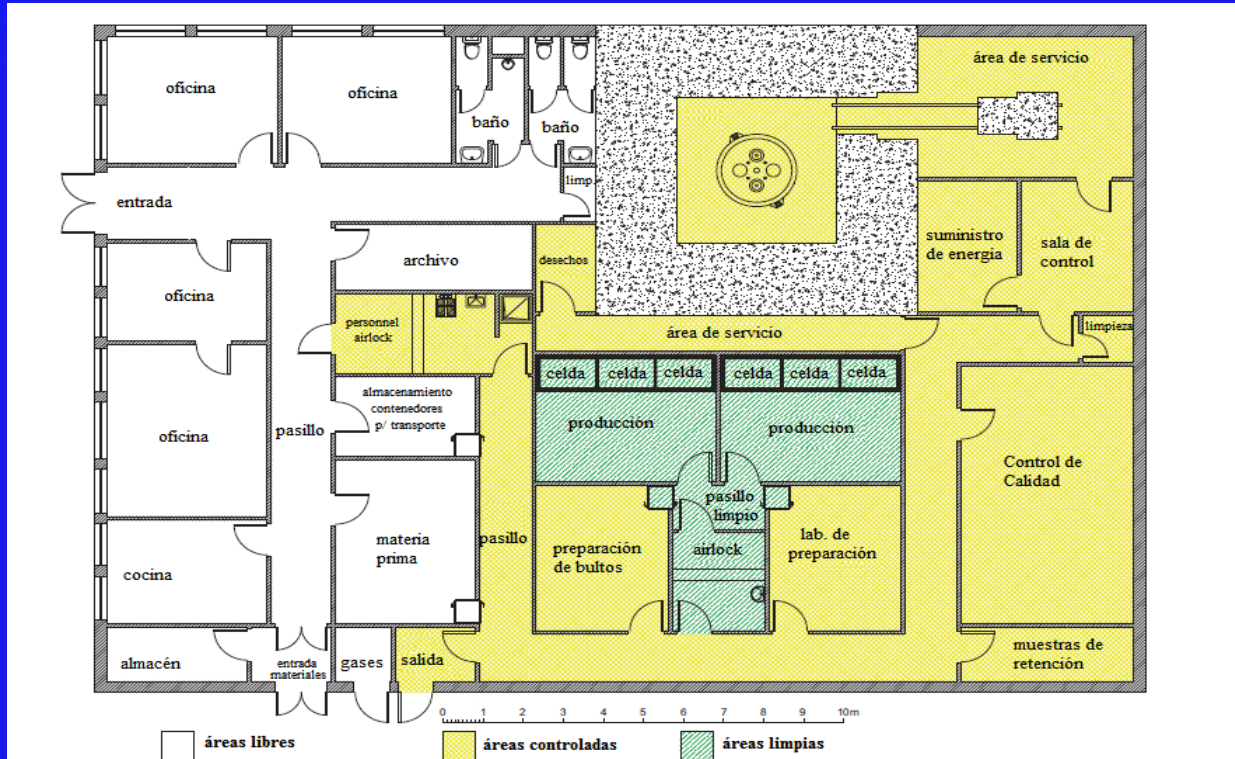 área de servicio
oficina
oficina
baño
baño
limp.
entrada
suministro
de energía
sala de
control
archivo
desechos
oficina
personnel
airlock
área de servicio
limpieza
celda
celda
celda
celda
celda
celda
almacenamiento
contenedores
p/ transporte
producción
producción
oficina
pasillo
Control de
Calidad
pasillo
limpio
materia
prima
pasillo
preparación
de bultos
airlock
lab. de
preparación
cocina
almacén
entrada
materiales
gases
salida
muestras de
retención
0 1 2 3 4 5 6 7 8 9 10m
áreas libres
áreas controladas
áreas limpias